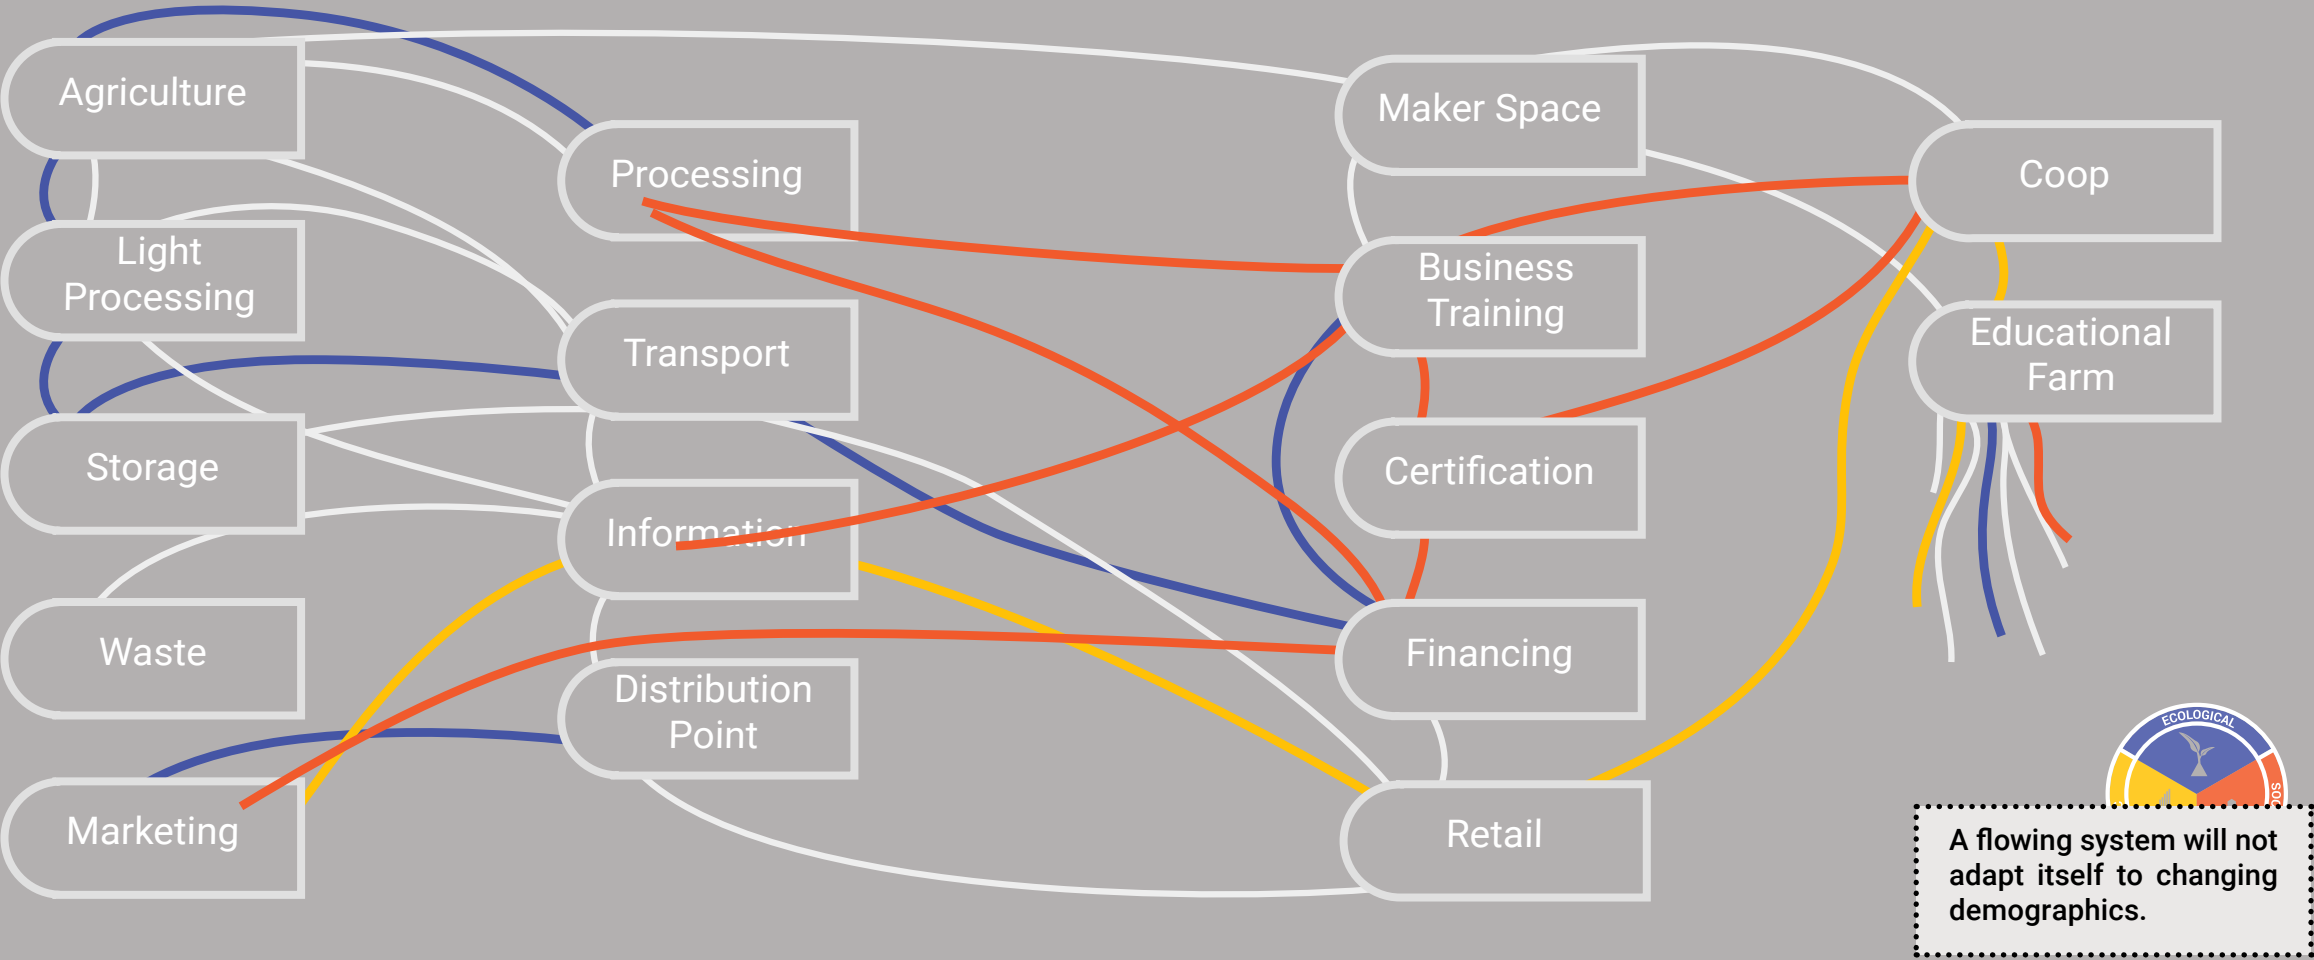 Agriculture
Light
Processing
Storage
Waste
Marketing
Processing
Transport
Information
Distribution
Point
Maker Space
Business
Training
Certification
Financing
Retail
Coop
Educational
Farm
ECOLOGICAL
A flowing system will not
adapt itself to changing
demographics.